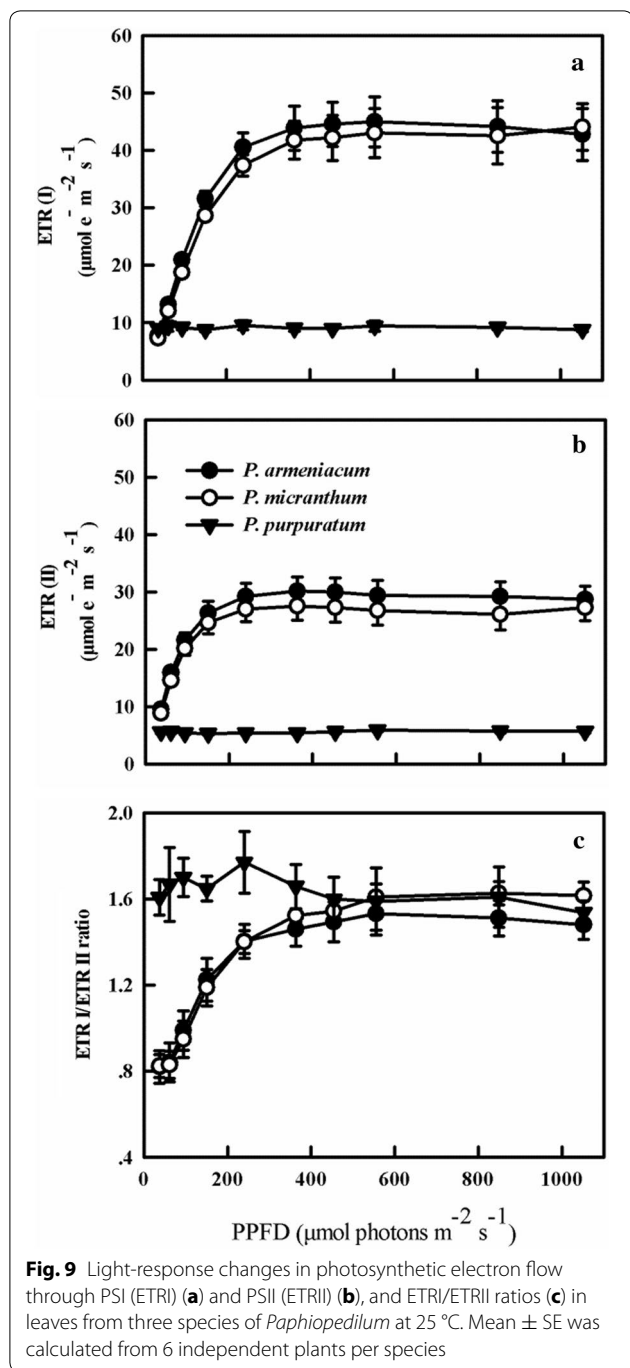 60
a
50
40
30
20
10
0
ETR (I)
(µmol e⁻ m⁻² s⁻¹)
60
b
50
40
30
20
10
0
ETR (II)
(µmol e⁻ m⁻² s⁻¹)
P. armeniacum
P. micranthum
P. purpuratum
2.0
c
1.6
1.2
.8
.4
ETR I/ETR II ratio
0 200 400 600 800 1000
PPFD (µmol photons m⁻² s⁻¹)
Fig. 9 Light-response changes in photosynthetic electron flow
through PSI (ETRI) (a) and PSII (ETRII) (b), and ETRI/ETRII ratios (c) in
leaves from three species of Paphiopedilum at 25 °C. Mean ± SE was
calculated from 6 independent plants per species